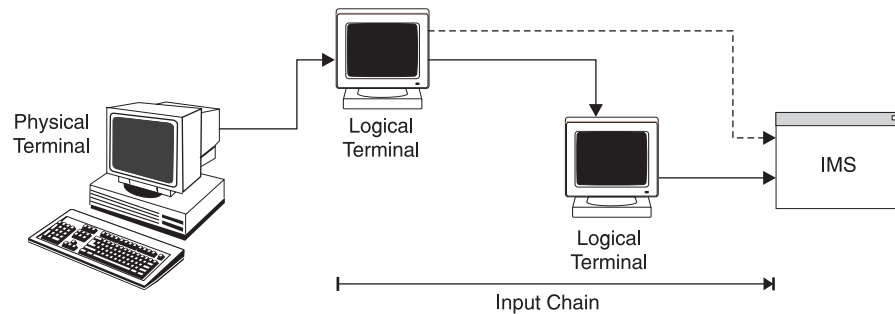 Physical
Terminal
Logical
Terminal
Logical
Terminal
IMS
Input Chain